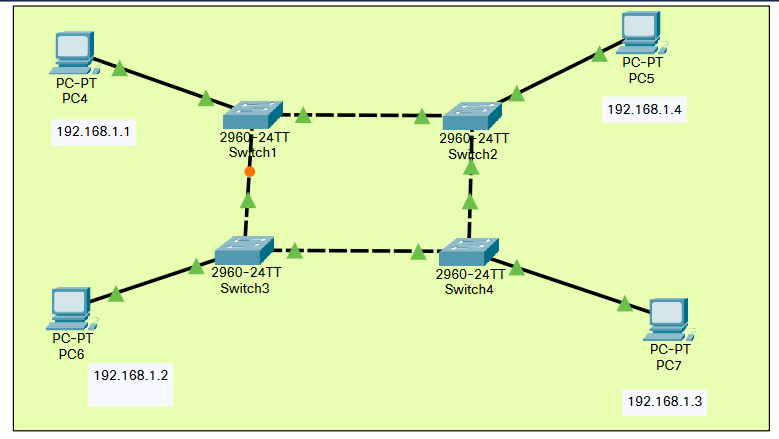 PC-PT
PC4
192.168.1.1
2960-24TT
Switch1
2960-24TT
Switch2
PC-PT
PC5
192.168.1.4
2960-24TT
Switch3
2960-24TT
Switch4
PC-PT
PC6
192.168.1.2
PC-PT
PC7
192.168.1.3